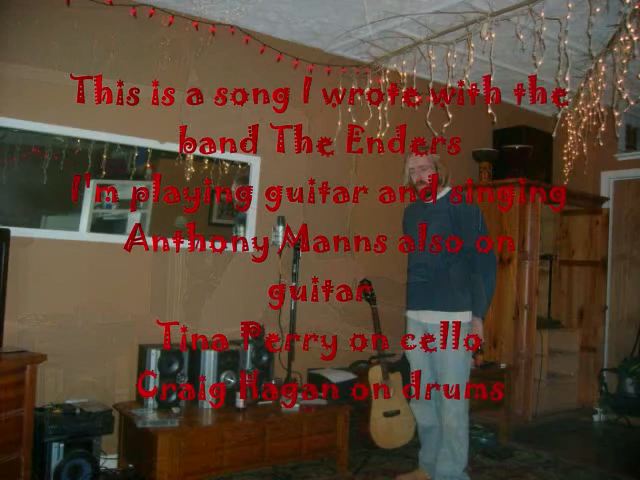 This is a song I wrote with the
band The Enders
I'm playing guitar and singing
Anthony Manns also on
guitar
Tina Perry on cello
Craig Hagan on drums